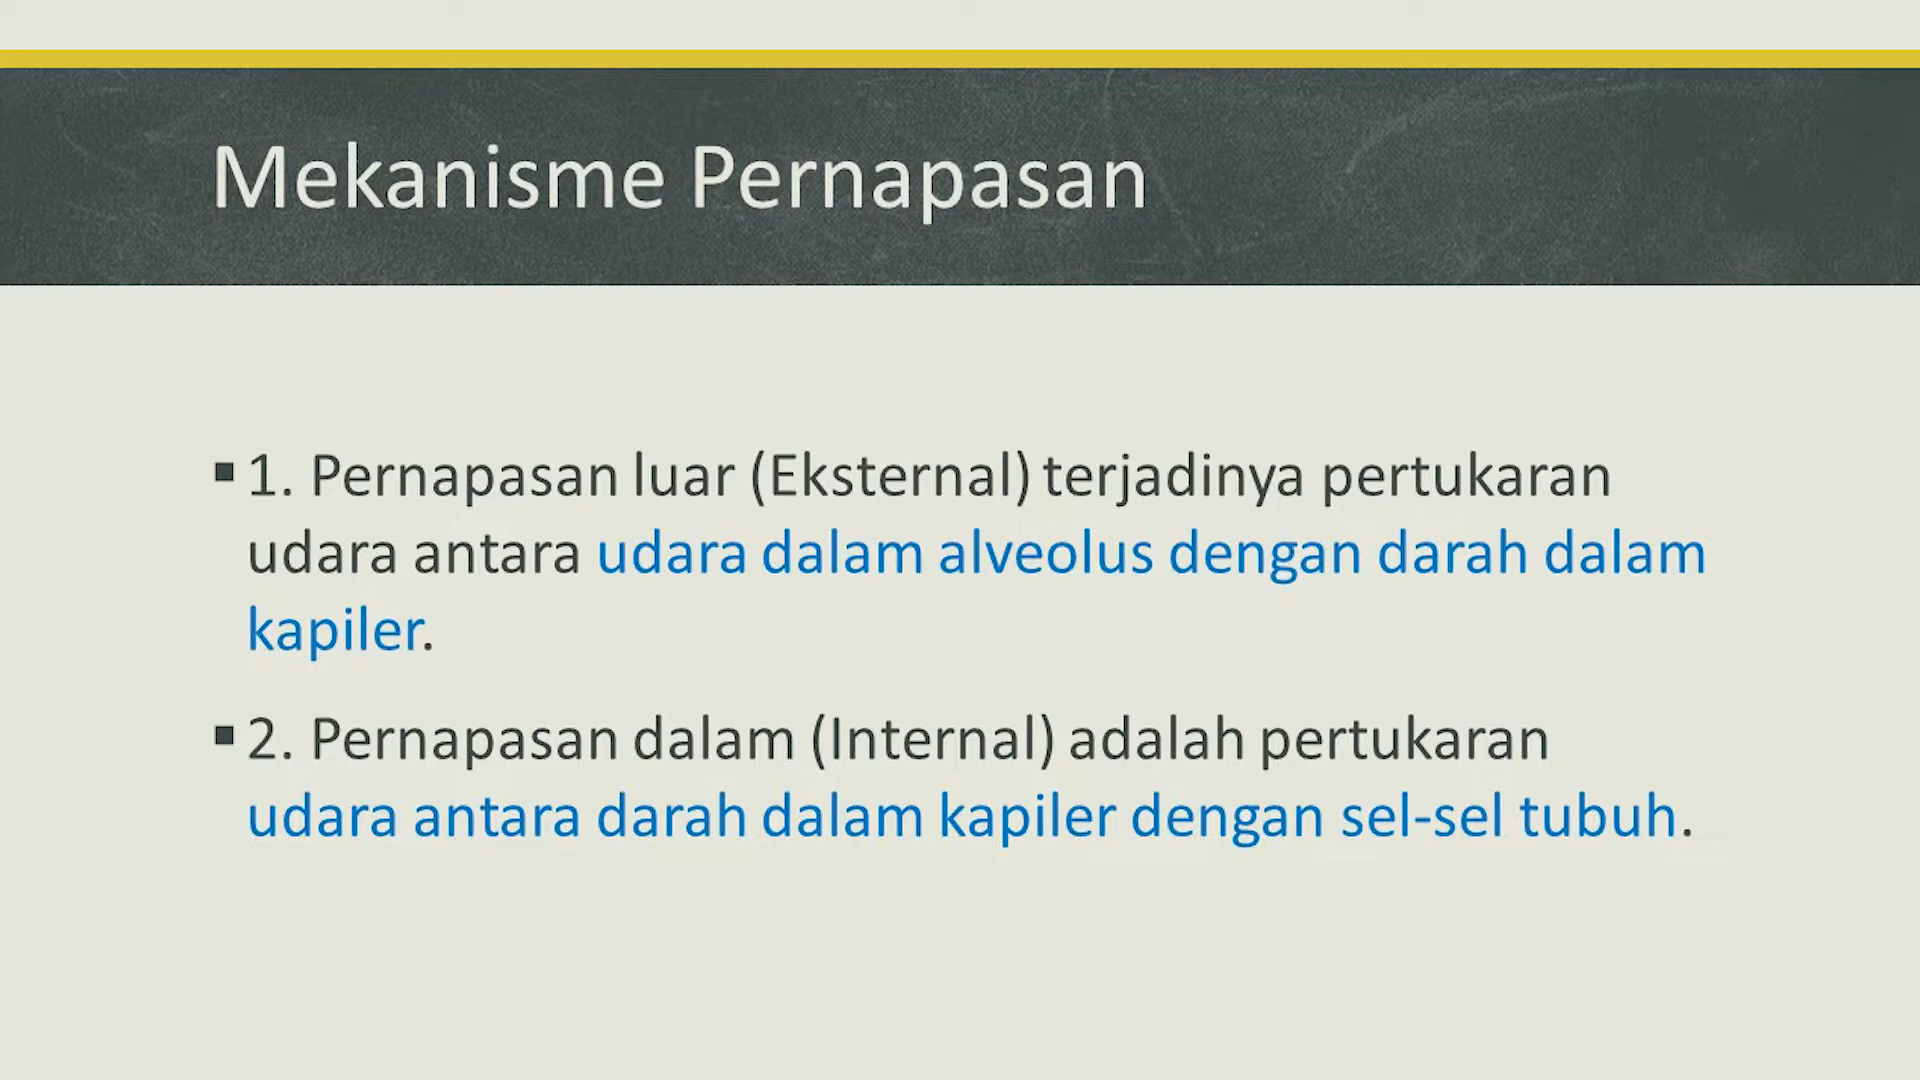 Mekanisme Pernapasan
▪ 1. Pernapasan luar (Eksternal) terjadinya pertukaran
udara antara udara dalam alveolus dengan darah dalam
kapiler.
▪ 2. Pernapasan dalam (Internal) adalah pertukaran
udara antara darah dalam kapiler dengan sel-sel tubuh.